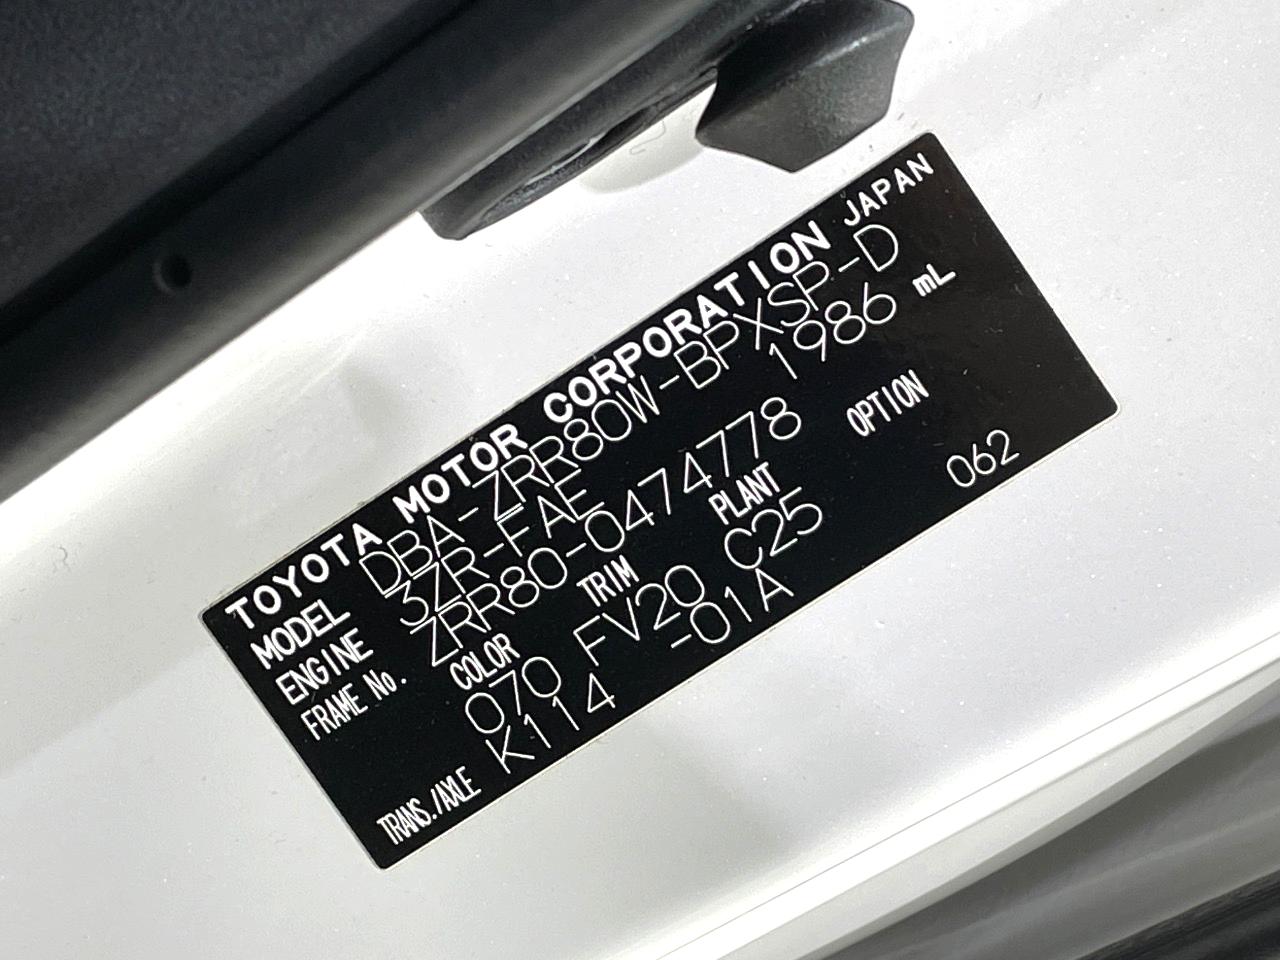 TOYOTA MOTOR CORPORATION JAPAN
MODEL DBA-ZRR80W-BPXSP-D
ENGINE 3ZR-FAE 1986 mL
FRAME No. ZRR80-0474778
COLOR TRIM PLANT OPTION
070 FV20 C25 062
TRANS./AXLE K114 -01A